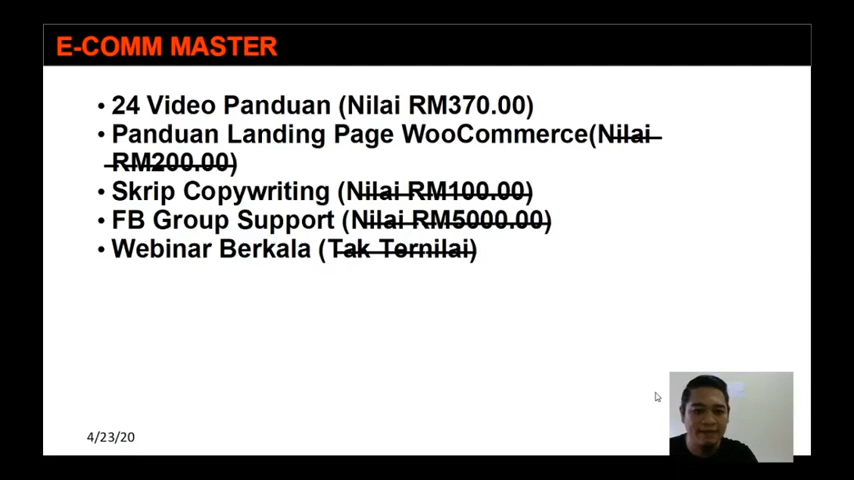 E-COMM MASTER
• 24 Video Panduan (Nilai RM370.00)
• Panduan Landing Page WooCommerce(Nilai
RM200.00)
• Skrip Copywriting (Nilai RM100.00)
• FB Group Support (Nilai RM5000.00)
• Webinar Berkala (Tak Ternilai)
4/23/20